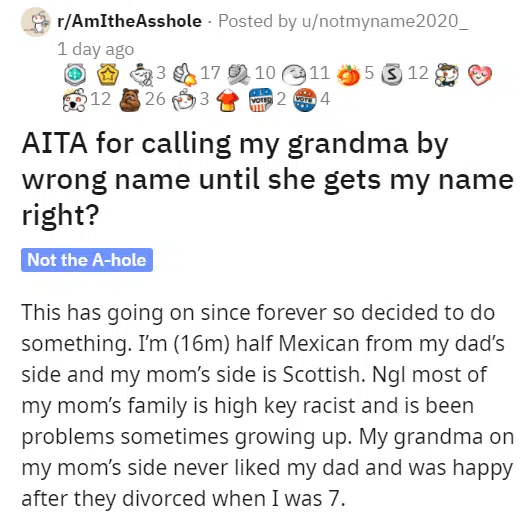 r/AmItheAsshole · Posted by u/notmyname2020_
1 day ago
3 17 10 11 5 S 12
12 26 3 VOTED 2 VOTE 4
AITA for calling my grandma by
wrong name until she gets my name
right?
Not the A-hole
This has going on since forever so decided to do
something. I’m (16m) half Mexican from my dad’s
side and my mom’s side is Scottish. Ngl most of
my mom’s family is high key racist and is been
problems sometimes growing up. My grandma on
my mom’s side never liked my dad and was happy
after they divorced when I was 7.